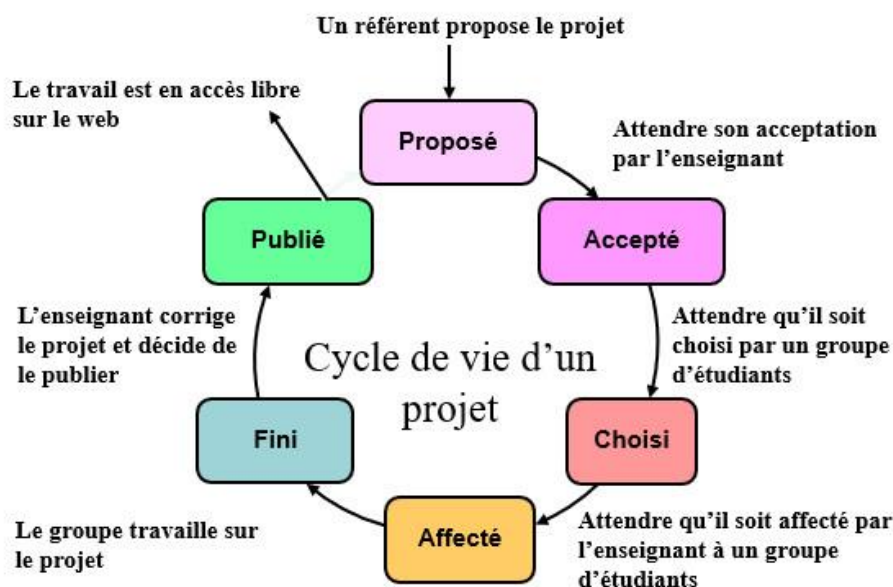 Un référent propose le projet
Le travail est en accès libre
sur le web
Proposé
Attendre son acceptation
par l’enseignant
Publié
Accepté
L’enseignant corrige
le projet et décide de
le publier
Attendre qu’il soit
choisi par un groupe
d’étudiants
Cycle de vie d’un
projet
Fini
Choisi
Le groupe travaille sur
le projet
Affecté
Attendre qu’il soit affecté par
l’enseignant à un groupe
d’étudiants